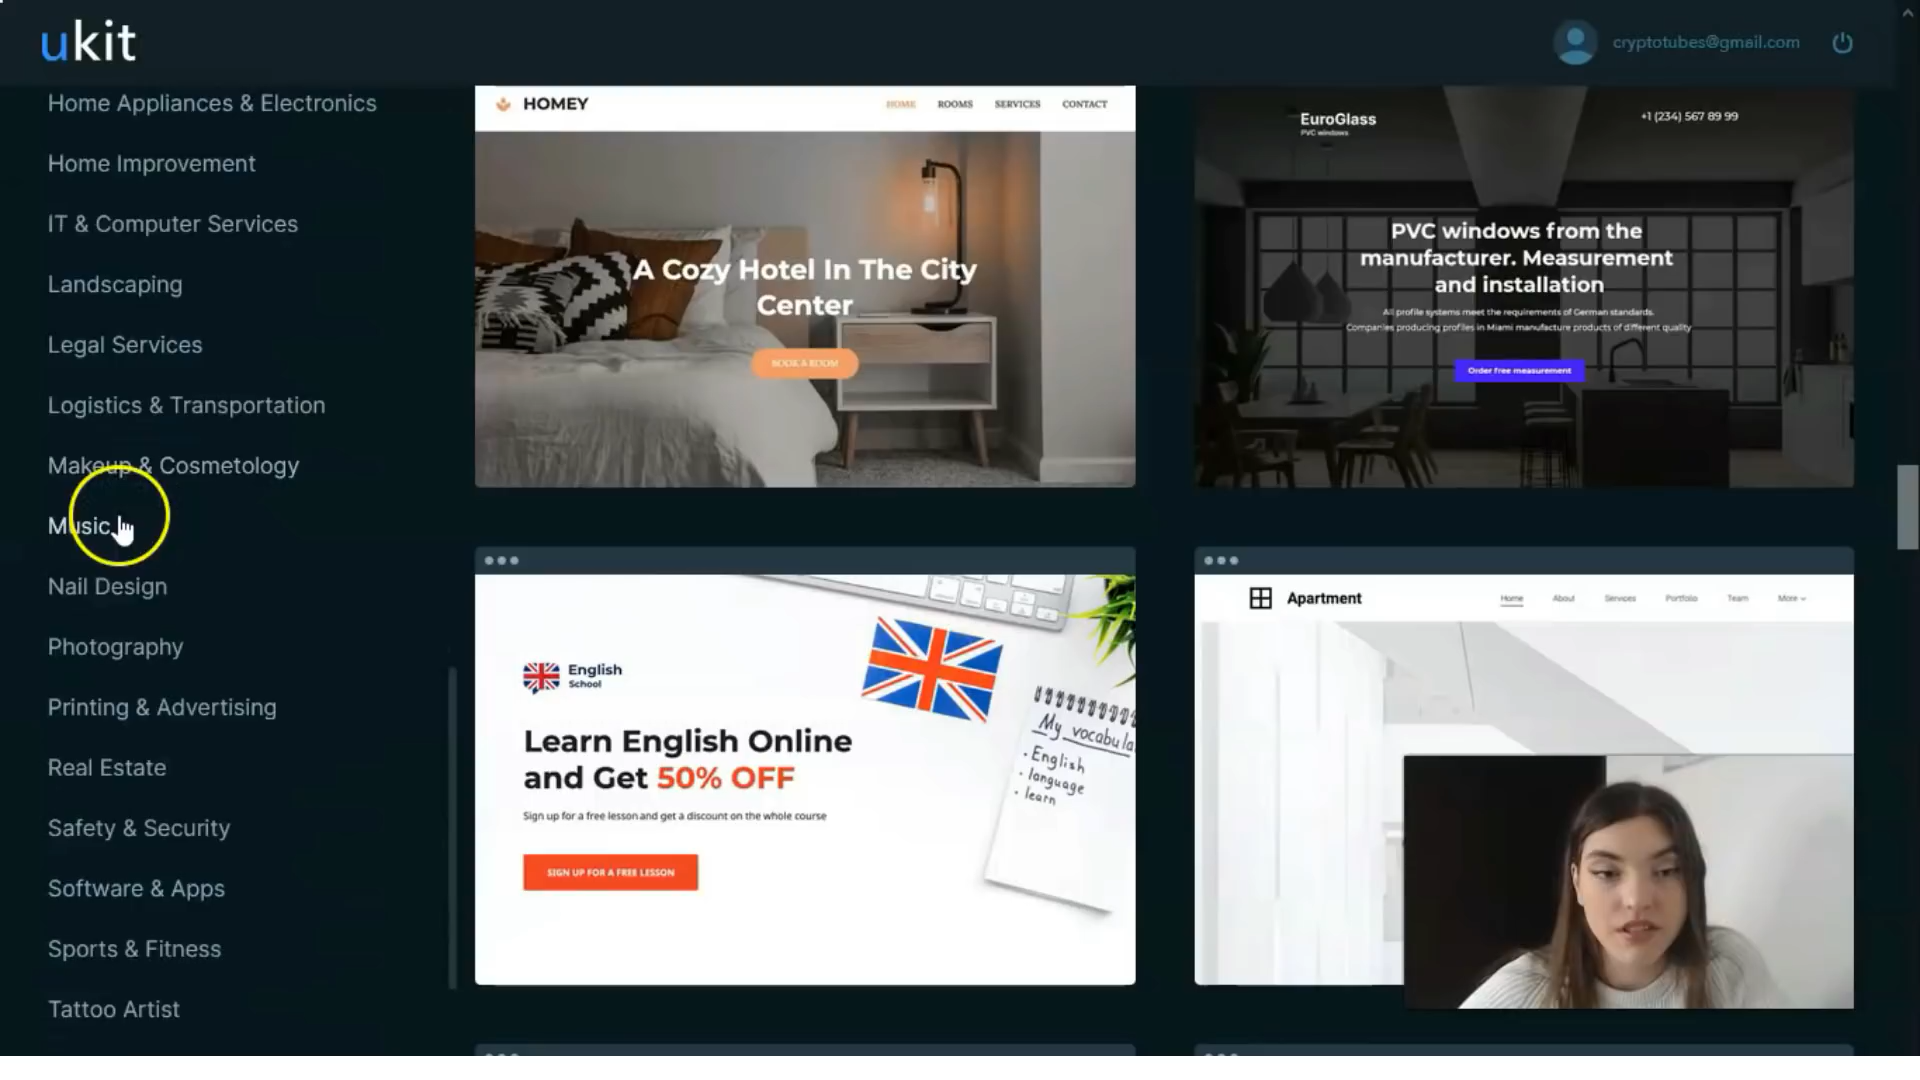 ukit
cryptotubes@gmail.com
Home Appliances & Electronics
Home Improvement
IT & Computer Services
Landscaping
Legal Services
Logistics & Transportation
Makeup & Cosmetology
Music
Nail Design
Photography
Printing & Advertising
Real Estate
Safety & Security
Software & Apps
Sports & Fitness
Tattoo Artist
HOMEY
HOME ROOMS SERVICES CONTACT
A Cozy Hotel In The City
Center
BOOK A ROOM
EuroGlass
PVC windows
+1 (234) 567 89 99
PVC windows from the
manufacturer. Measurement
and installation
All profile systems meet the requirements of German standards.
Companies producing profiles in Miami manufacture products of different quality
Order free measurement
English
School
Learn English Online
and Get 50% OFF
Sign up for a free lesson and get a discount on the whole course
SIGN UP FOR A FREE LESSON
My vocabula
· English
· language
· learn
Apartment
Home About Services Portfolio Team More